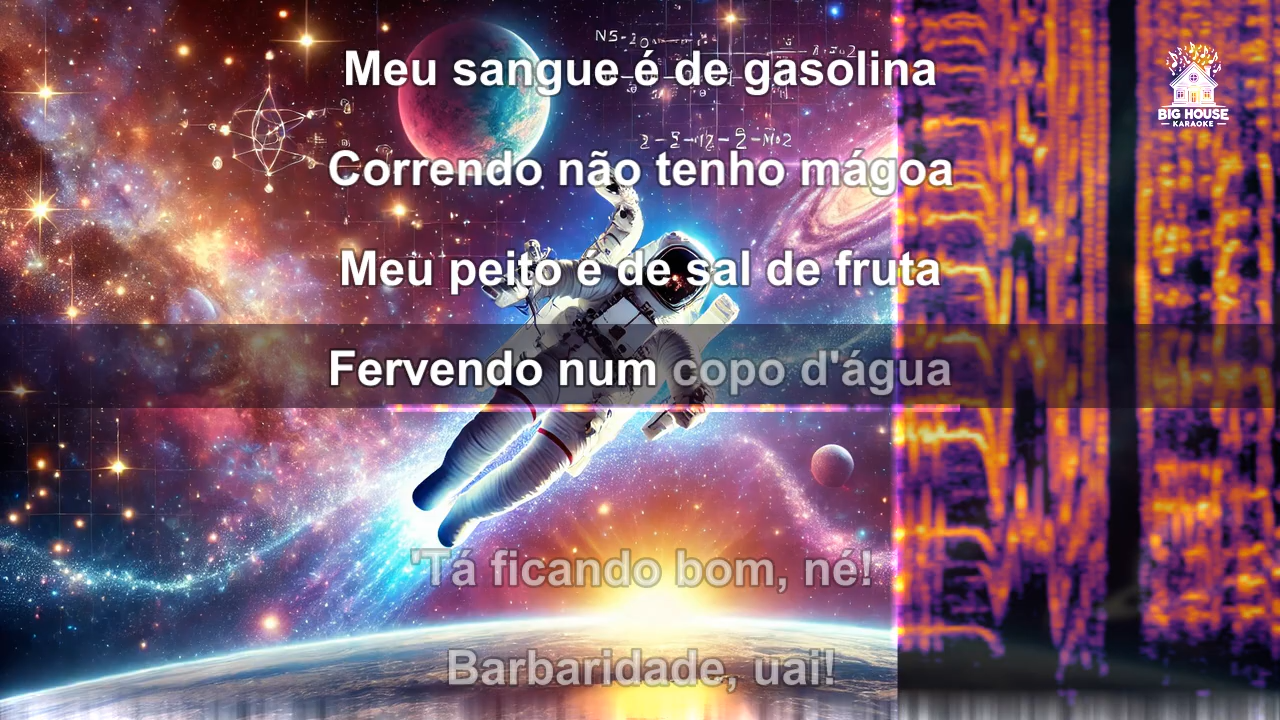 Meu sangue é de gasolina
Correndo não tenho mágoa
Meu peito é de sal de fruta
Fervendo num copo d'água
'Tá ficando bom, né!
Barbaridade, uai!
BIG HOUSE
KARAOKE